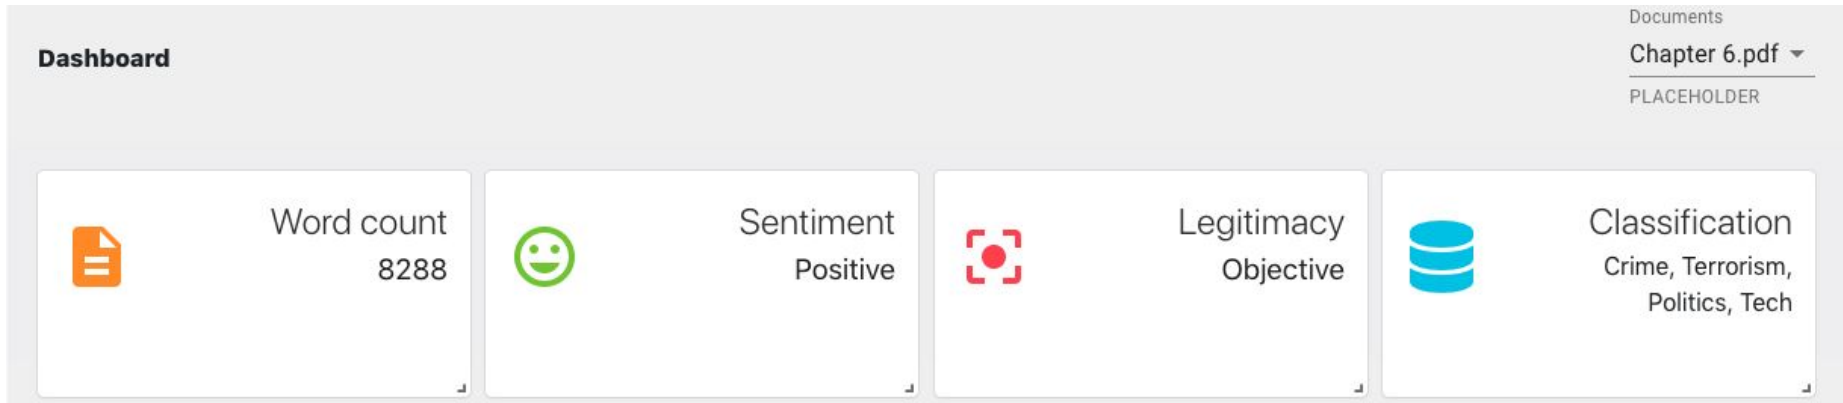 Documents
Dashboard
Chapter 6.pdf
PLACEHOLDER
Word count
8288
Sentiment
Positive
Legitimacy
Objective
Classification
Crime, Terrorism,
Politics, Tech